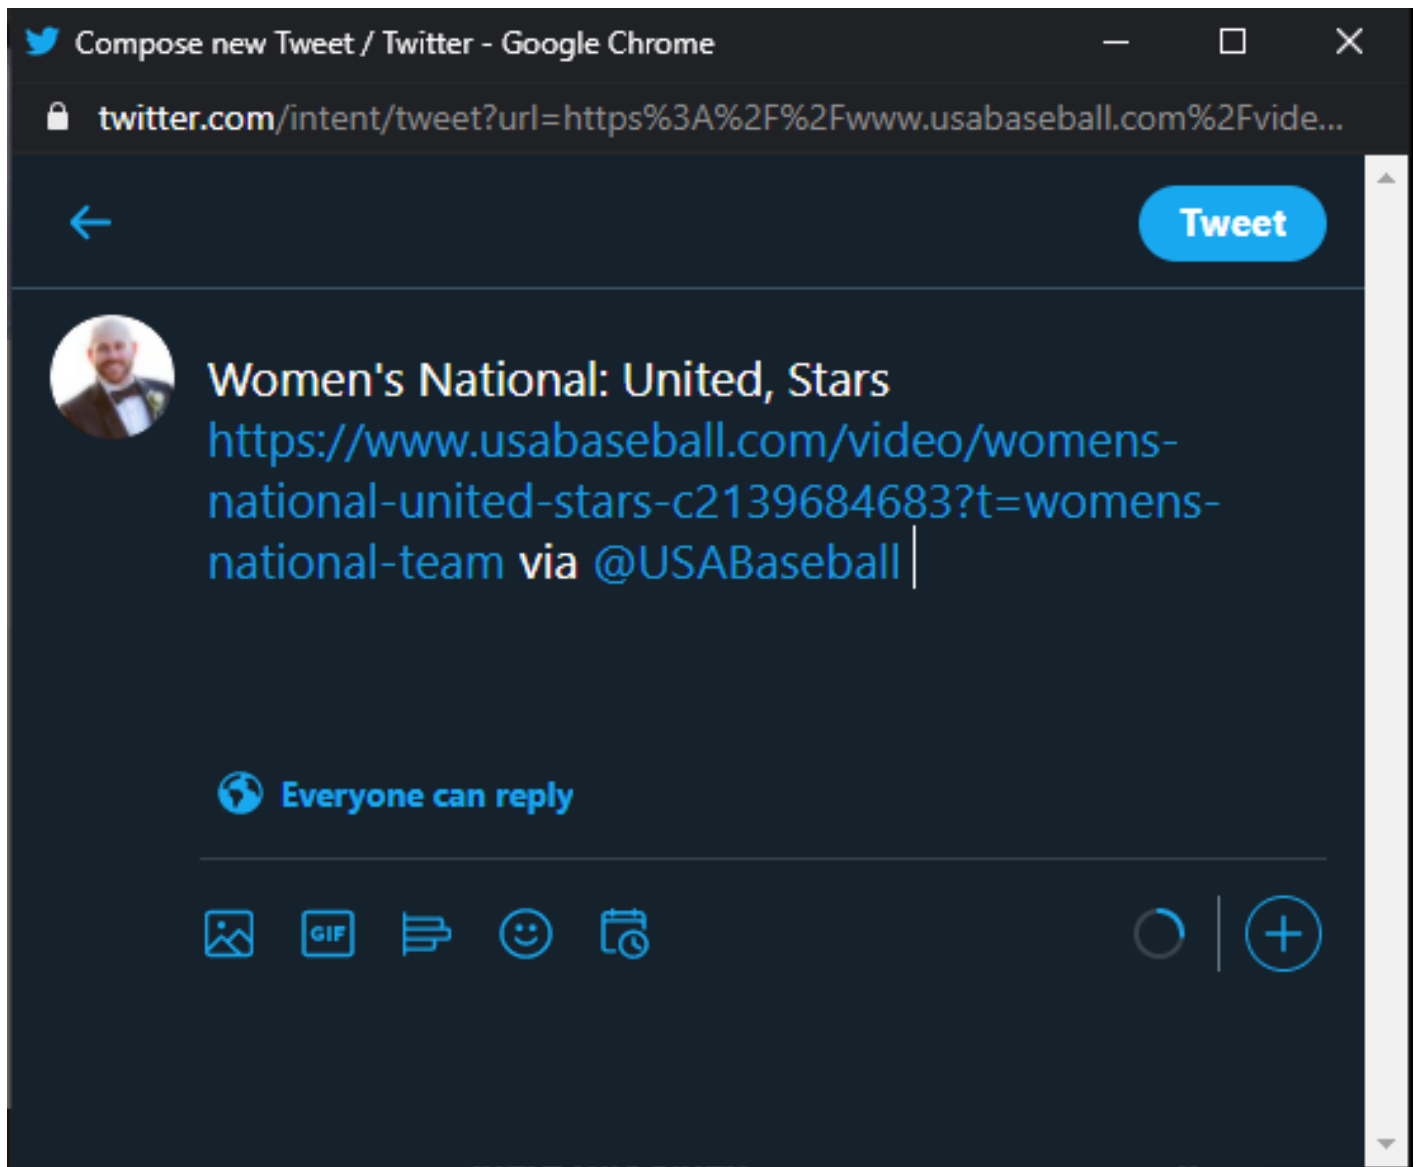 Compose new Tweet / Twitter - Google Chrome
twitter.com/intent/tweet?url=https%3A%2F%2Fwww.usabaseball.com%2Fvide...
Tweet
Women's National: United, Stars
https://www.usabaseball.com/video/womens-
national-united-stars-c2139684683?t=womens-
national-team via @USABaseball
Everyone can reply
GIF